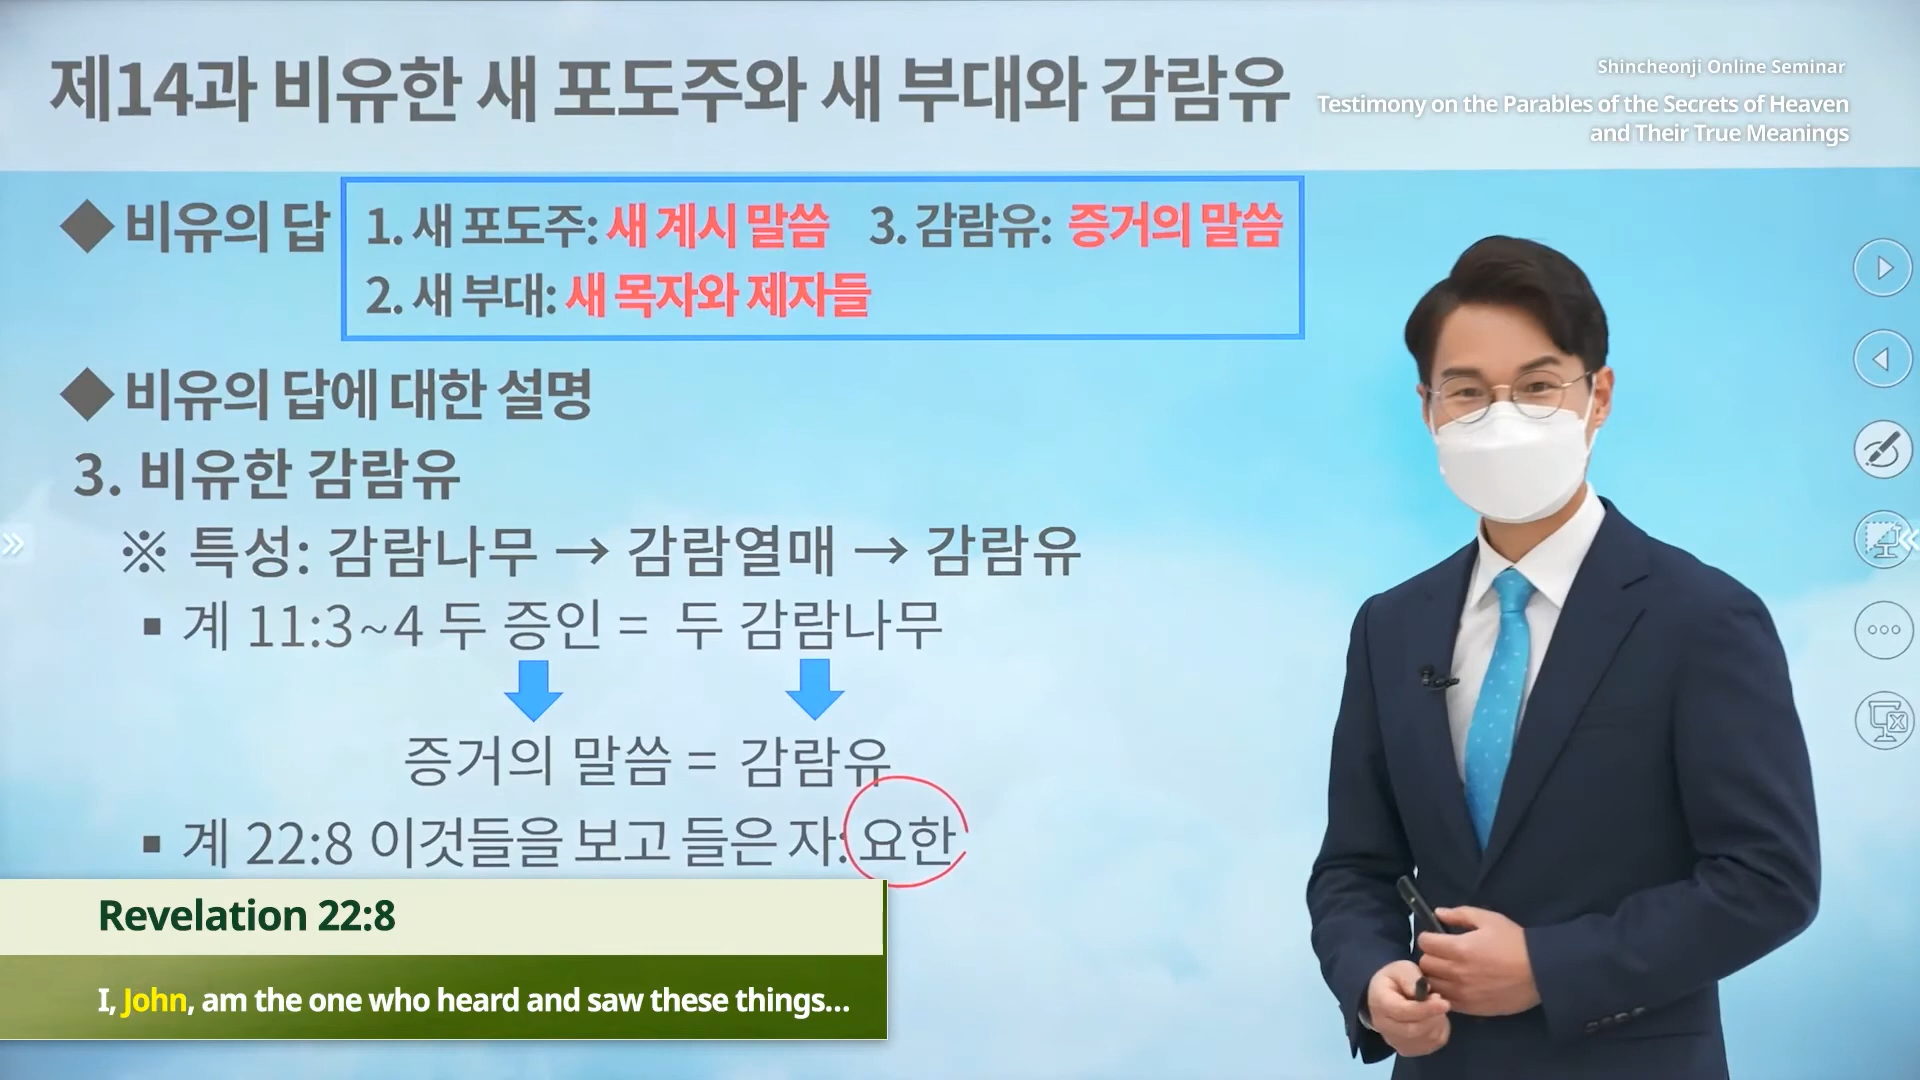 제14과 비유한 새 포도주와 새 부대와 감람유
Shincheonji Online Seminar
Testimony on the Parables of the Secrets of Heaven
and Their True Meanings
◆비유의 답
1. 새 포도주: 새 계시 말씀 3. 감람유: 증거의 말씀
2. 새 부대: 새 목자와 제자들
◆비유의 답에 대한 설명
3. 비유한 감람유
※ 특성: 감람나무 → 감람열매 → 감람유
▪ 계 11:3~4 두 증인 = 두 감람나무
증거의 말씀 = 감람유
▪ 계 22:8 이것들을 보고 들은 자: 요한
Revelation 22:8
I, John, am the one who heard and saw these things...